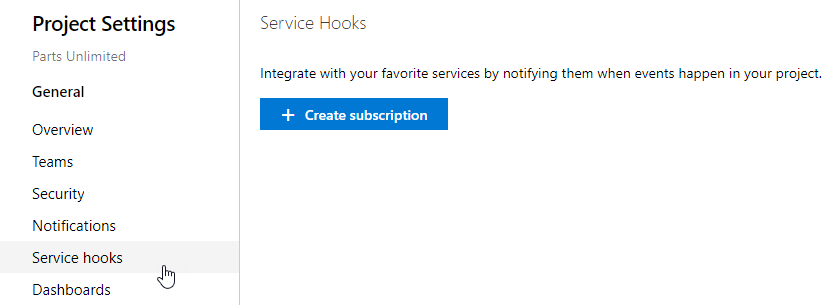 Project Settings
Parts Unlimited
General
Overview
Teams
Security
Notifications
Service hooks
Dashboards
Service Hooks
Integrate with your favorite services by notifying them when events happen in your project.
+ Create subscription